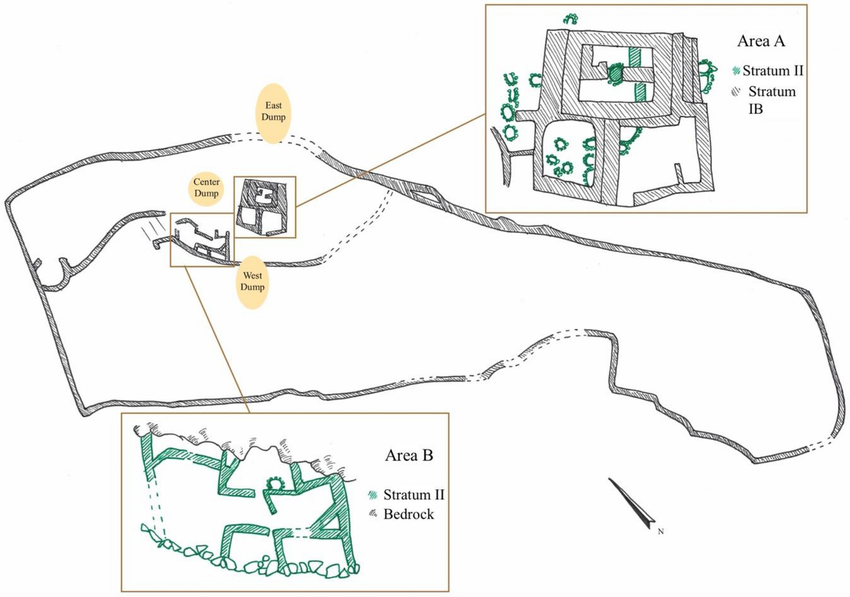 East
Dump
Center
Dump
West
Dump
Area A
Stratum II
Stratum
IB
Area B
Stratum II
Bedrock
N